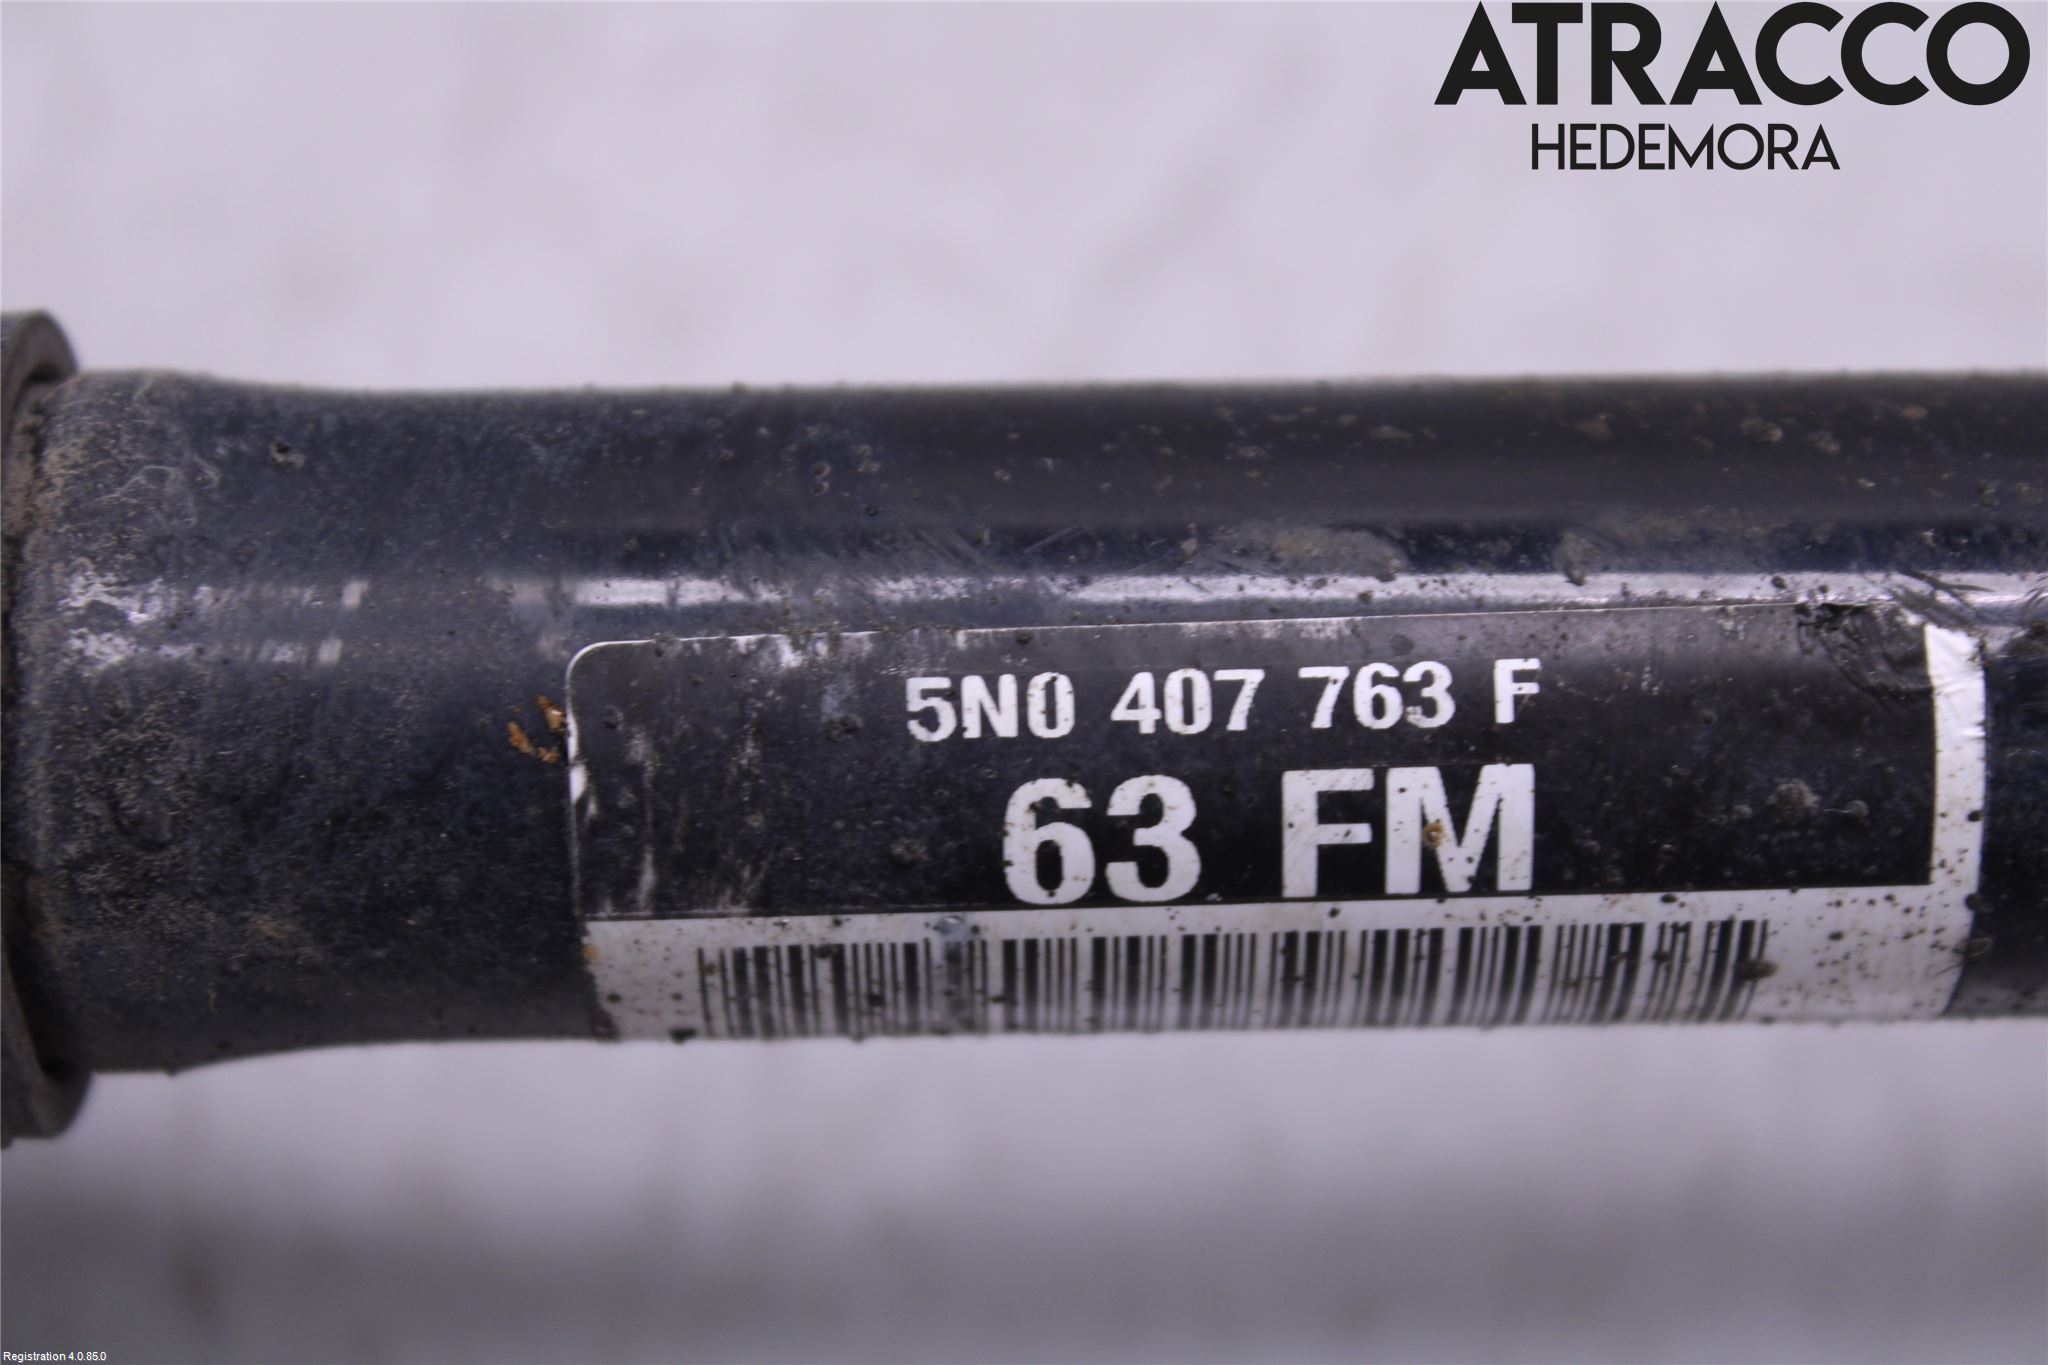 ATRACCO
HEDEMORA
5N0 407 763 F
63 FM
Registration 4.0.85.0